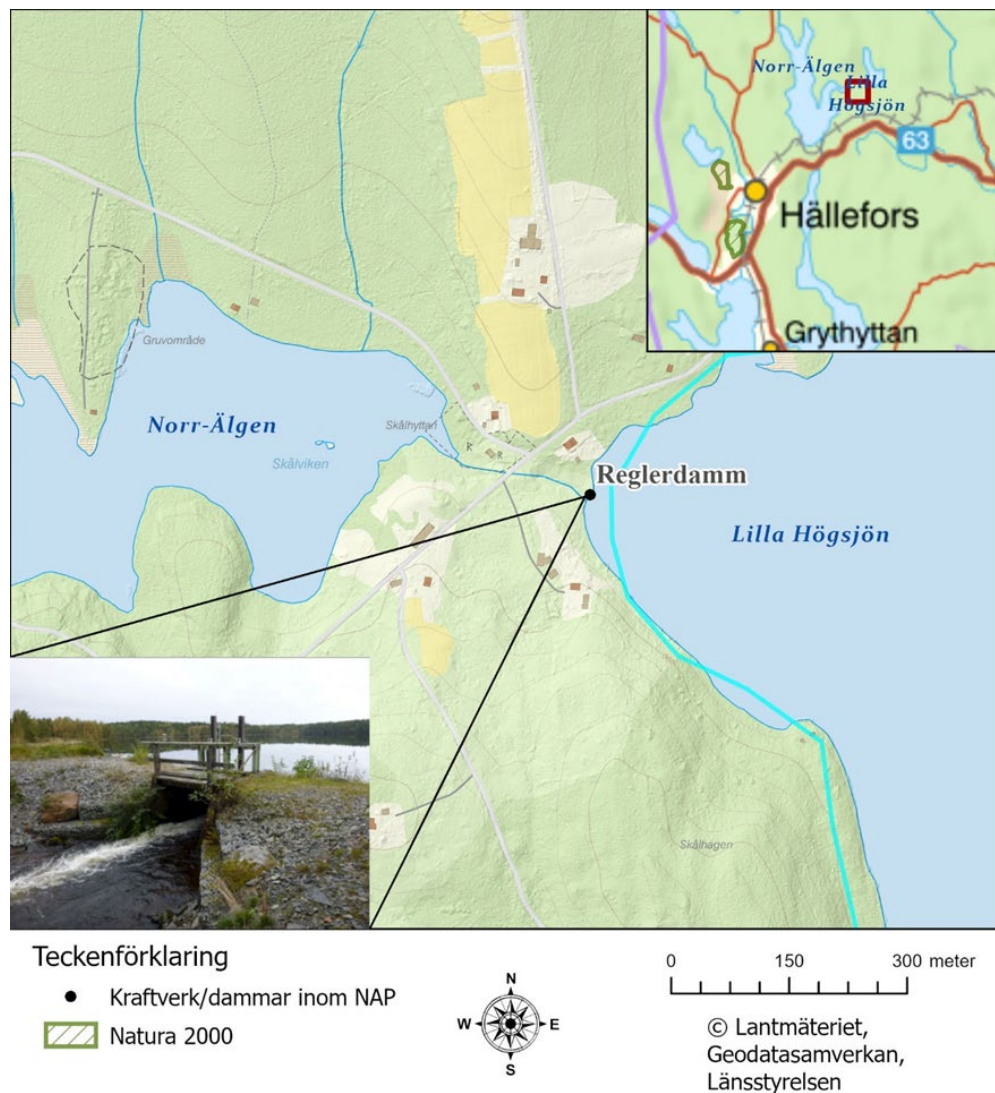 Norr-Älgen
Lilla
Högsjön
63
Hällefors
Grythyttan
Gruvområde
Norr-Älgen
Skålviken
Skålhyttan
R
R
R
Reglerdamm
Lilla Högsjön
Skålhagen
Teckenförklaring
Kraftverk/dammar inom NAP
Natura 2000
N
W
E
S
0 150 300 meter
© Lantmäteriet,
Geodatasamverkan,
Länsstyrelsen